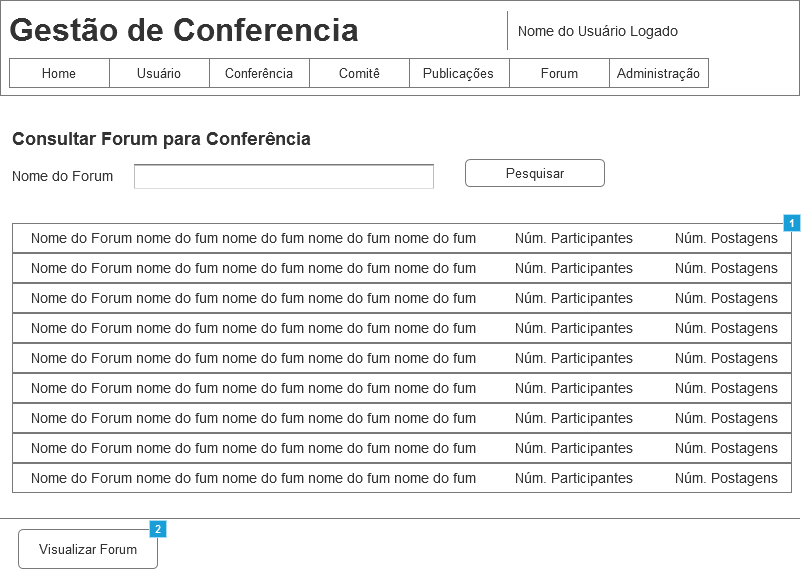 Gestão de Conferencia
Nome do Usuário Logado
Home Usuário Conferência Comitê Publicações Forum Administração
Consultar Forum para Conferência
Nome do Forum Pesquisar
1
Nome do Forum nome do fum nome do fum nome do fum nome do fum Núm. Participantes Núm. Postagens
Nome do Forum nome do fum nome do fum nome do fum nome do fum Núm. Participantes Núm. Postagens
Nome do Forum nome do fum nome do fum nome do fum nome do fum Núm. Participantes Núm. Postagens
Nome do Forum nome do fum nome do fum nome do fum nome do fum Núm. Participantes Núm. Postagens
Nome do Forum nome do fum nome do fum nome do fum nome do fum Núm. Participantes Núm. Postagens
Nome do Forum nome do fum nome do fum nome do fum nome do fum Núm. Participantes Núm. Postagens
Nome do Forum nome do fum nome do fum nome do fum nome do fum Núm. Participantes Núm. Postagens
Nome do Forum nome do fum nome do fum nome do fum nome do fum Núm. Participantes Núm. Postagens
Nome do Forum nome do fum nome do fum nome do fum nome do fum Núm. Participantes Núm. Postagens
2
Visualizar Forum